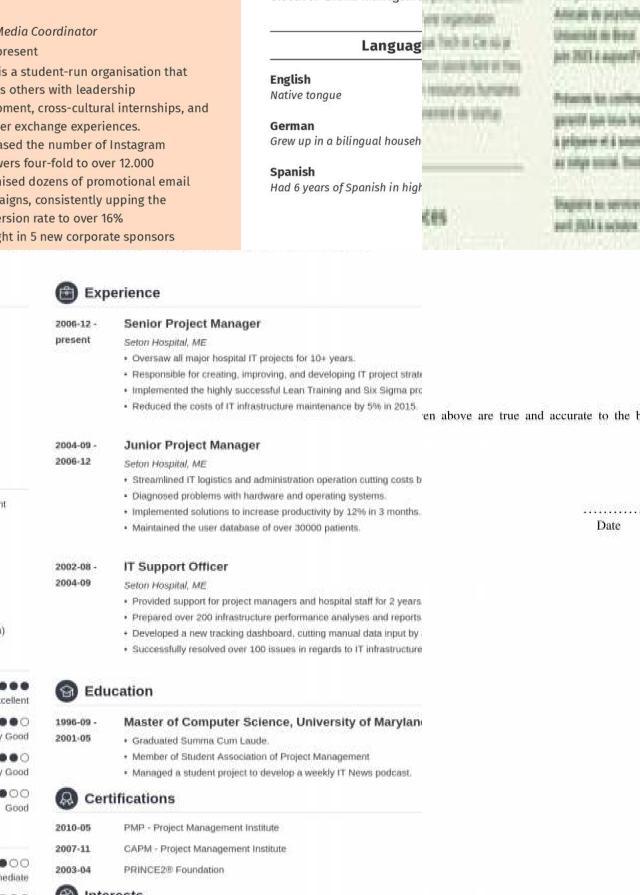 Media Coordinator
present
is a student-run organisation that
s others with leadership
pment, cross-cultural internships, and
er exchange experiences.
ased the number of Instagram
wers four-fold to over 12.000
nised dozens of promotional email
aigns, consistently upping the
ersion rate to over 16%
ght in 5 new corporate sponsors
Languag
English
Native tongue
German
Grew up in a bilingual househ
Spanish
Had 6 years of Spanish in high
ces
Experience
2006-12 -
present
Senior Project Manager
Seton Hospital, ME
• Oversaw all major hospital IT projects for 10+ years.
• Responsible for creating, improving, and developing IT project strate
• Implemented the highly successful Lean Training and Six Sigma pro
• Reduced the costs of IT infrastructure maintenance by 5% in 2015.
2004-09 -
2006-12
Junior Project Manager
Seton Hospital, ME
• Streamlined IT logistics and administration operation cutting costs b
• Diagnosed problems with hardware and operating systems.
• Implemented solutions to increase productivity by 12% in 3 months.
• Maintained the user database of over 30000 patients.
2002-08 -
2004-09
IT Support Officer
Seton Hospital, ME
• Provided support for project managers and hospital staff for 2 years
• Prepared over 200 infrastructure performance analyses and reports
• Developed a new tracking dashboard, cutting manual data input by
• Successfully resolved over 100 issues in regards to IT infrastructure
Education
1996-09 -
2001-05
Master of Computer Science, University of Marylan
• Graduated Summa Cum Laude.
• Member of Student Association of Project Management
• Managed a student project to develop a weekly IT News podcast.
Certifications
2010-05 PMP - Project Management Institute
2007-11 CAPM - Project Management Institute
2003-04 PRINCE2® Foundation
Interests
nt
)
xcellent
y Good
y Good
Good
mediate
en above are true and accurate to the b
............
Date